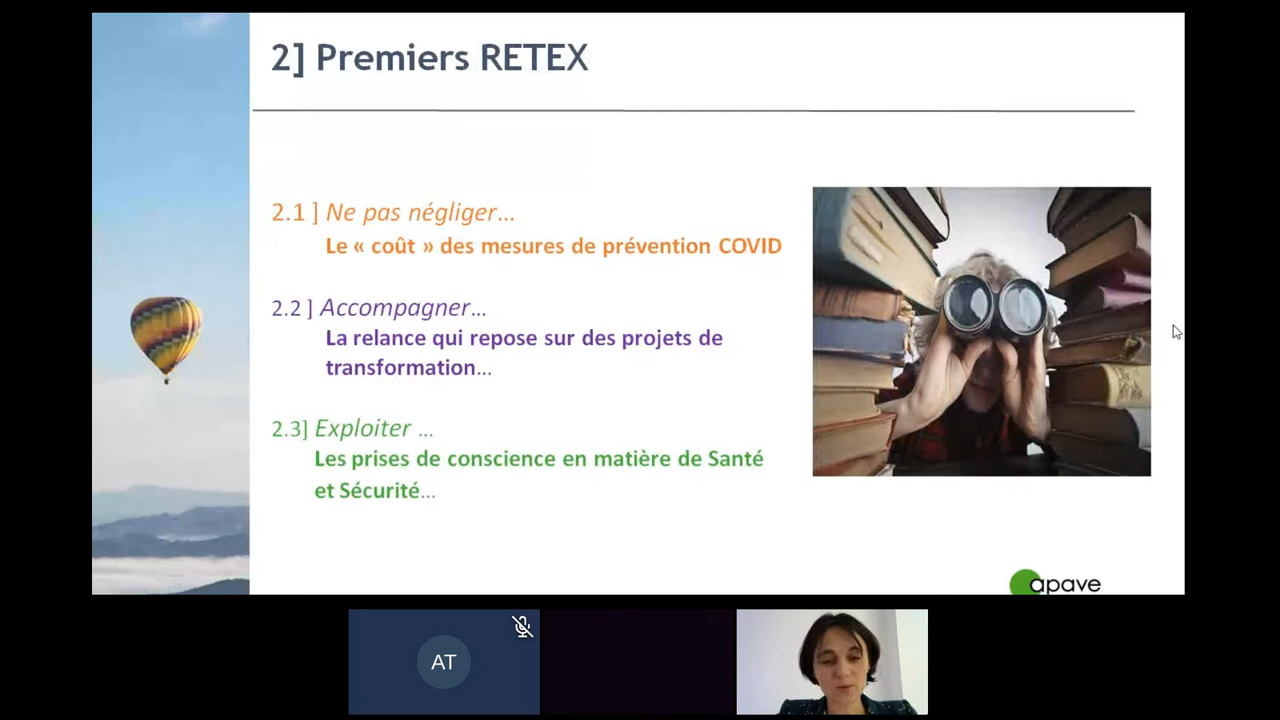 2] Premiers RETEX
2.1 ] Ne pas négliger...
Le « coût » des mesures de prévention COVID
2.2 ] Accompagner...
La relance qui repose sur des projets de
transformation...
2.3] Exploiter ...
Les prises de conscience en matière de Santé
et Sécurité...
apave
AT